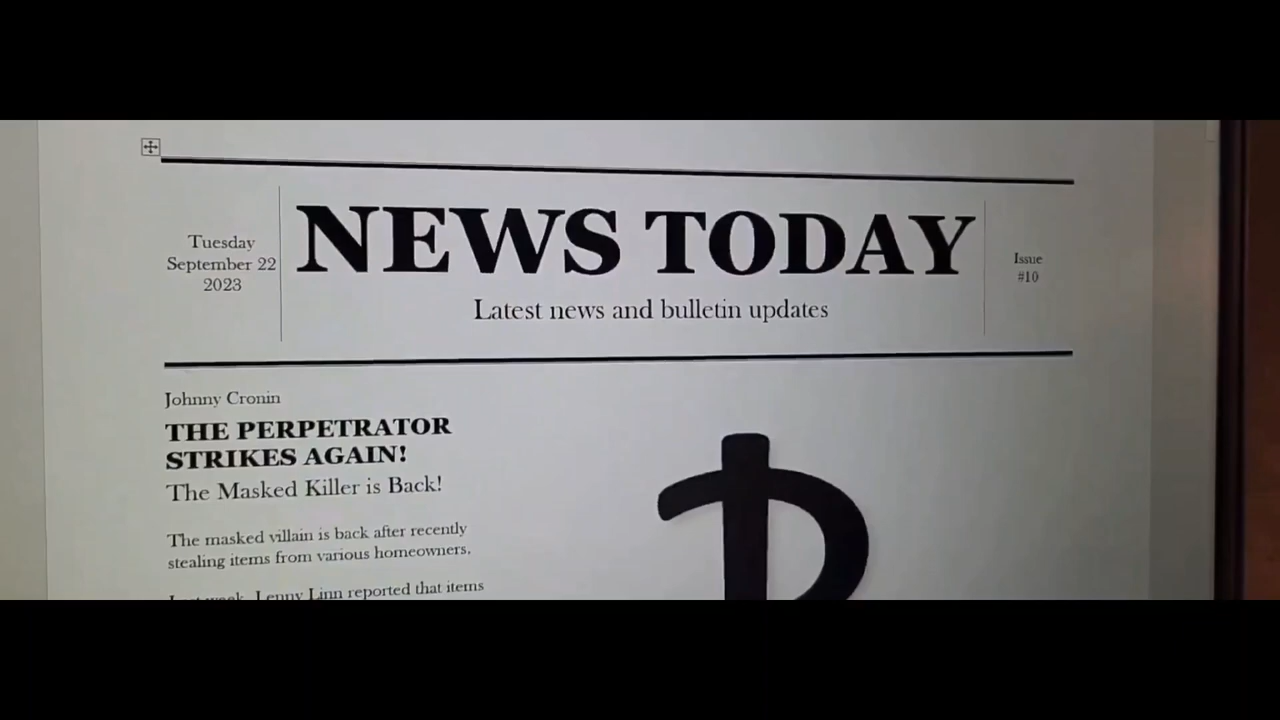 Tuesday
September 22
2023
NEWS TODAY
Latest news and bulletin updates
Issue
#10
Johnny Cronin
THE PERPETRATOR
STRIKES AGAIN!
The Masked Killer is Back!
The masked villain is back after recently
stealing items from various homeowners.
Last week, Lenny Linn reported that items